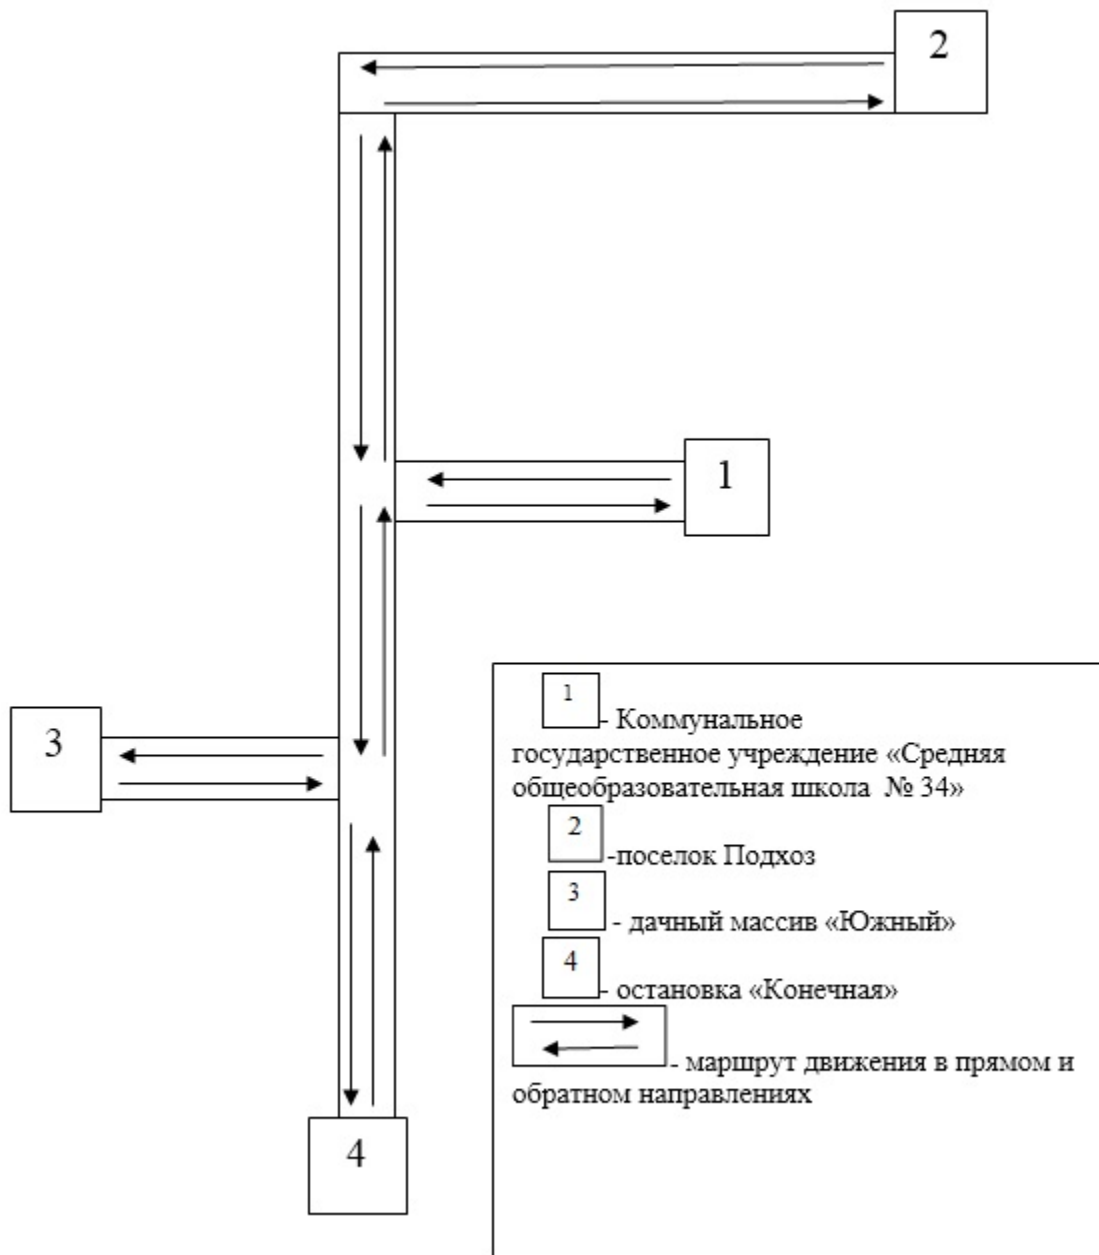 2
1
3
4
1
- Коммунальное
государственное учреждение «Средняя
общеобразовательная школа № 34»
2
-поселок Подхоз
3
- дачный массив «Южный»
4
- остановка «Конечная»
- маршрут движения в прямом и
обратном направлениях